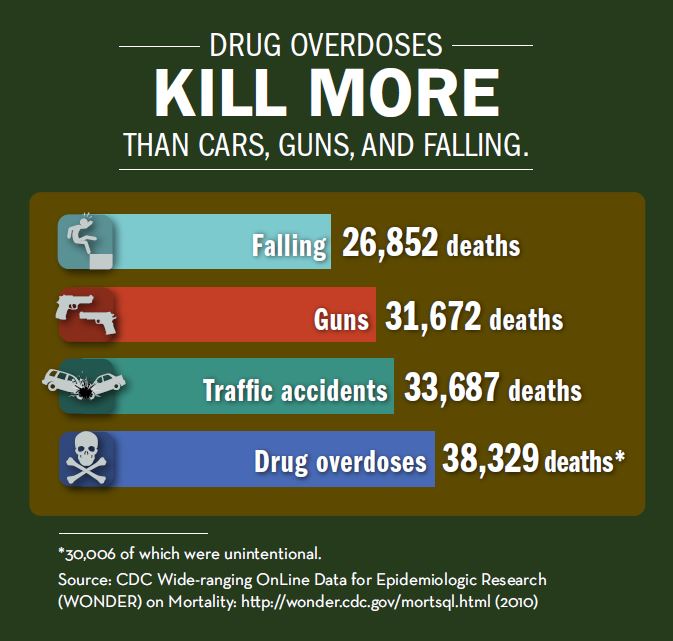 DRUG OVERDOSES
KILL MORE
THAN CARS, GUNS, AND FALLING.
Falling 26,852 deaths
Guns 31,672 deaths
Traffic accidents 33,687 deaths
Drug overdoses 38,329 deaths*
*30,006 of which were unintentional.
Source: CDC Wide-ranging OnLine Data for Epidemiologic Research
(WONDER) on Mortality: http://wonder.cdc.gov/mortsql.html (2010)